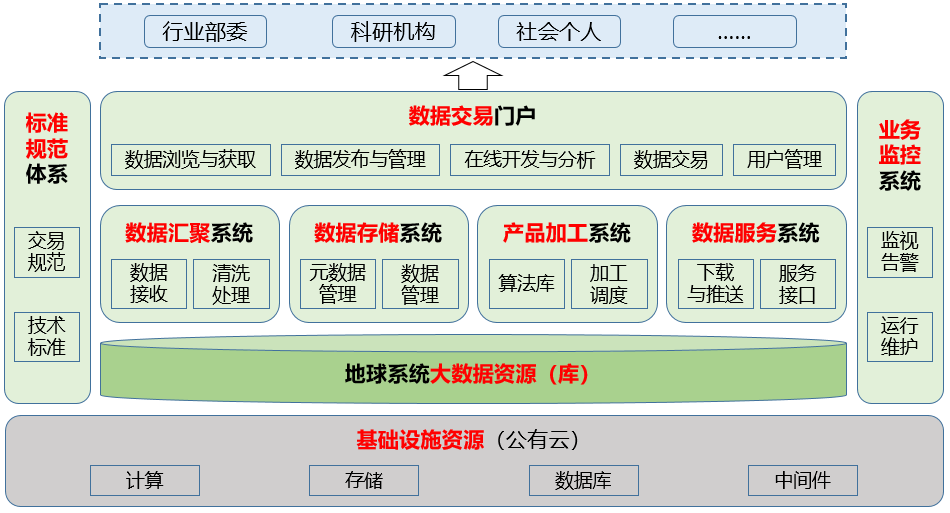 行业部委
科研机构
社会个人
......
数据交易门户
数据浏览与获取
数据发布与管理
在线开发与分析
数据交易
用户管理
标准
规范
体系
交易
规范
技术
标准
数据汇聚系统
数据
接收
清洗
处理
数据存储系统
元数据
管理
数据
管理
产品加工系统
算法库
加工
调度
数据服务系统
下载
与推送
服务
接口
业务
监控
系统
监视
告警
运行
维护
地球系统大数据资源（库）
基础设施资源（公有云）
计算
存储
数据库
中间件